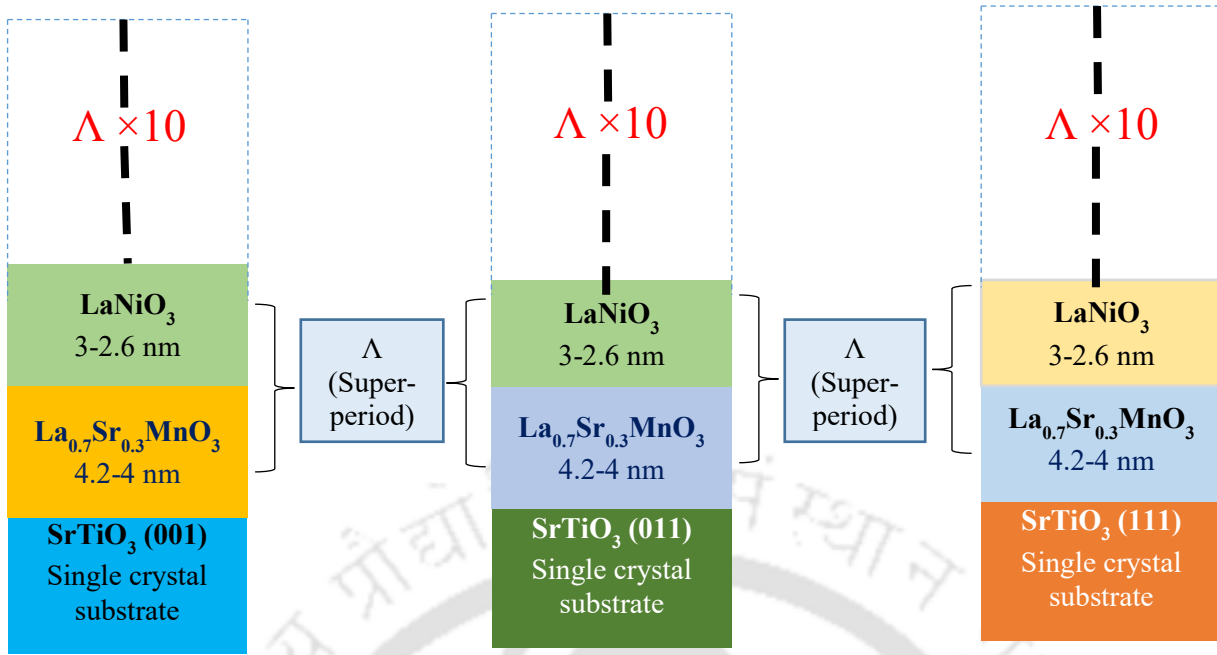 Λ ×10
LaNiO₃
3-2.6 nm
La₀.₇Sr₀.₃MnO₃
4.2-4 nm
SrTiO₃ (001)
Single crystal
substrate
Λ
(Super-
period)
Λ ×10
LaNiO₃
3-2.6 nm
La₀.₇Sr₀.₃MnO₃
4.2-4 nm
SrTiO₃ (011)
Single crystal
substrate
Λ
(Super-
period)
Λ ×10
LaNiO₃
3-2.6 nm
La₀.₇Sr₀.₃MnO₃
4.2-4 nm
SrTiO₃ (111)
Single crystal
substrate